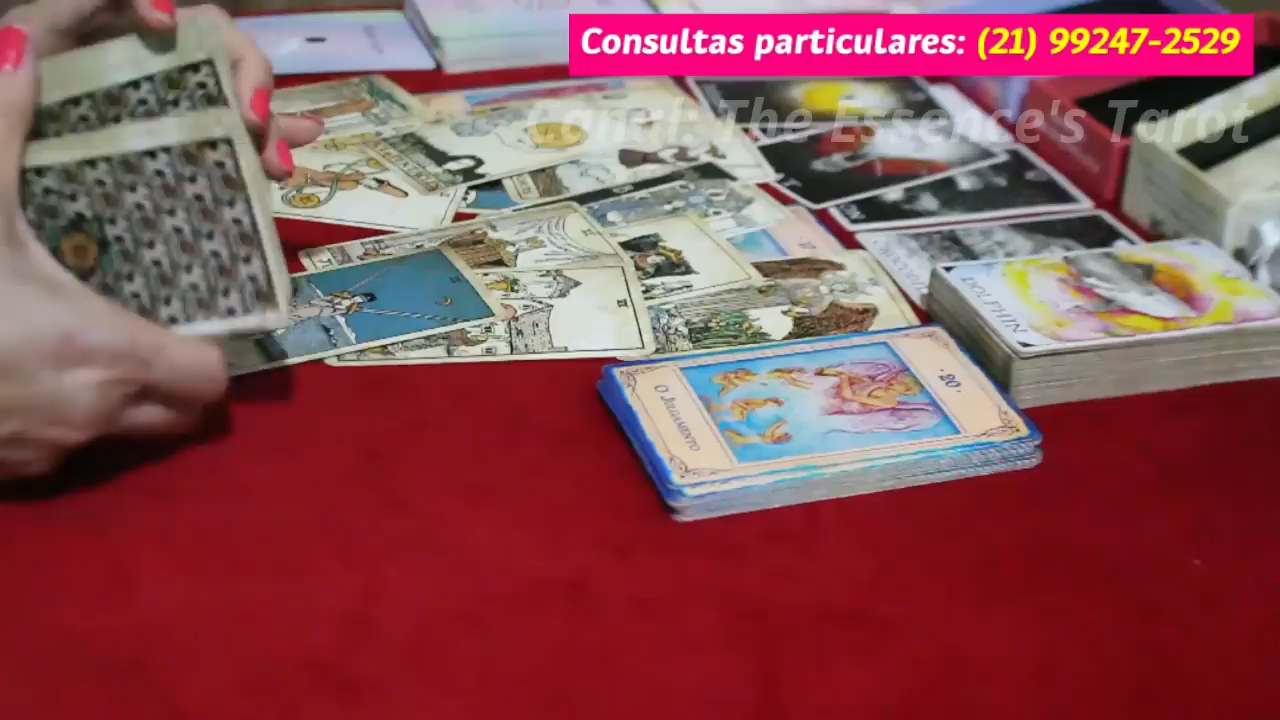 Consultas particulares: (21) 99247-2529
Canal: The Essence's Tarot
DOLPHIN
·20·
O JULGAMENTO